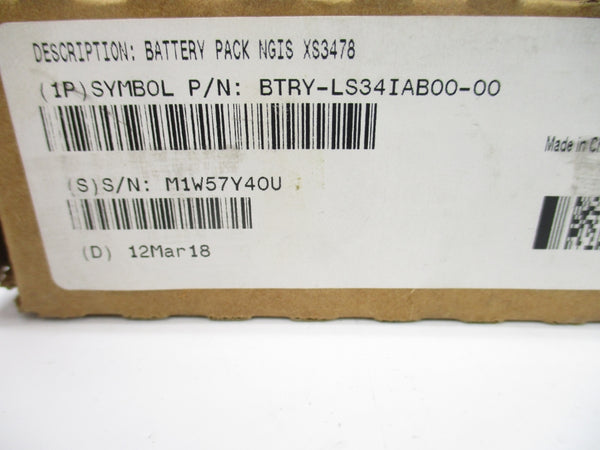 DESCRIPTION: BATTERY PACK NGIS XS3478
(1P)SYMBOL P/N: BTRY-LS34IAB00-00
Made in
(S)S/N: M1W57Y40U
(D) 12Mar18